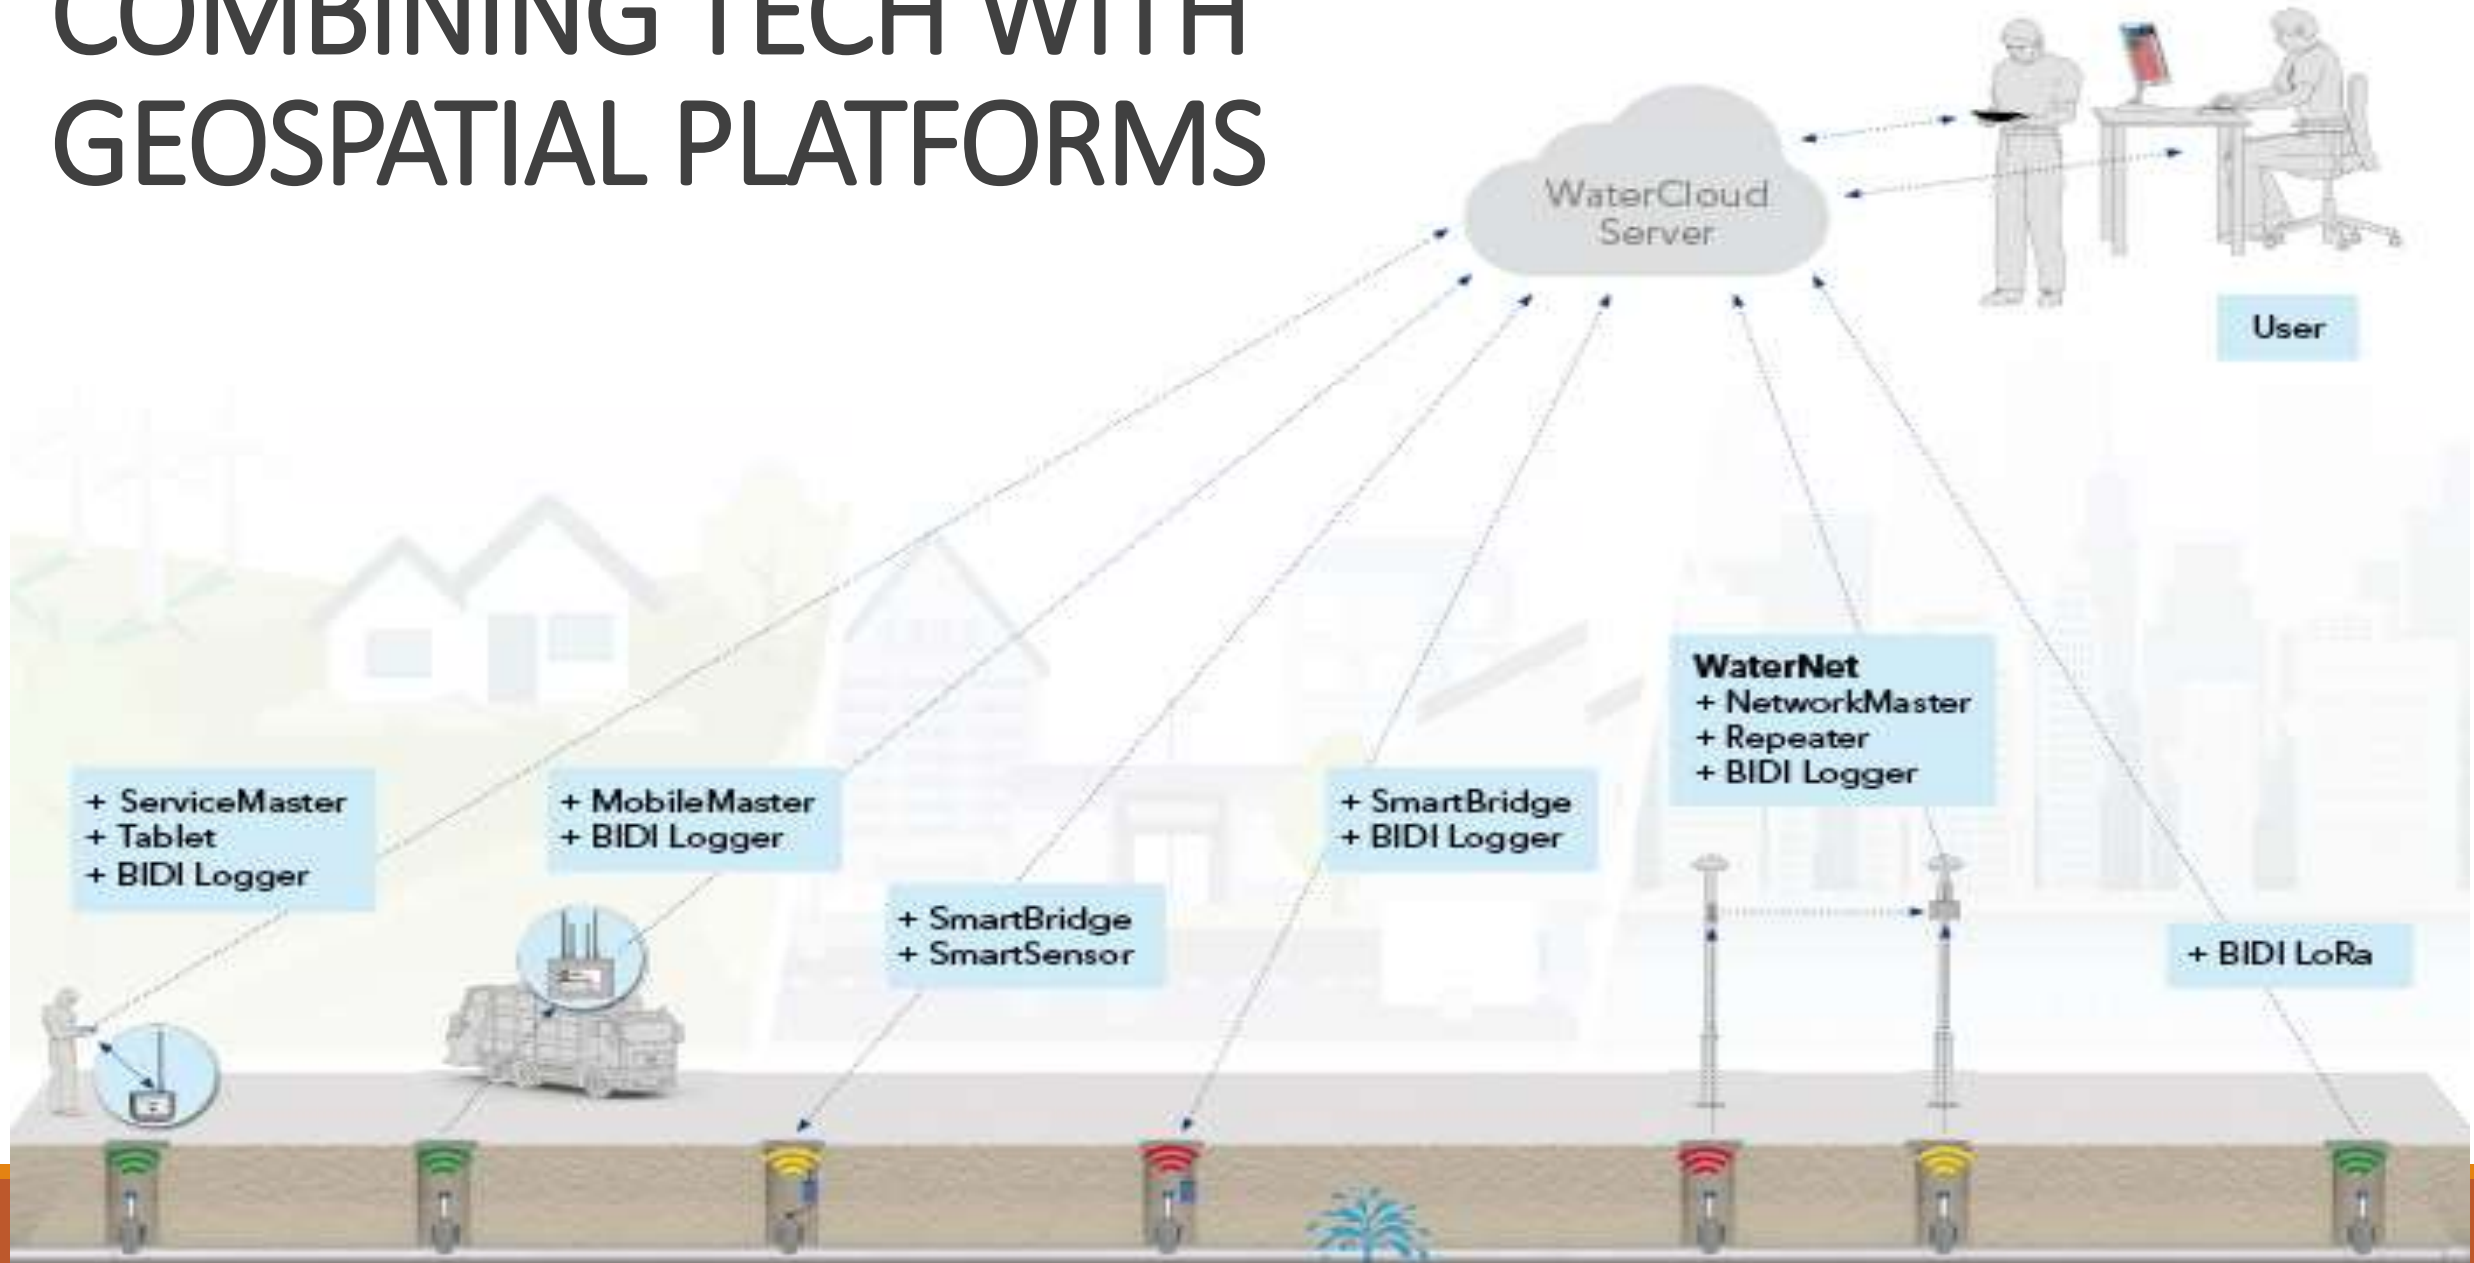 COMBINING TECH WITH
GEOSPATIAL PLATFORMS
WaterCloud
Server
User
WaterNet
+ NetworkMaster
+ Repeater
+ BIDI Logger
+ ServiceMaster
+ Tablet
+ BIDI Logger
+ MobileMaster
+ BIDI Logger
+ SmartBridge
+ BIDI Logger
+ SmartBridge
+ SmartSensor
+ BIDI LoRa